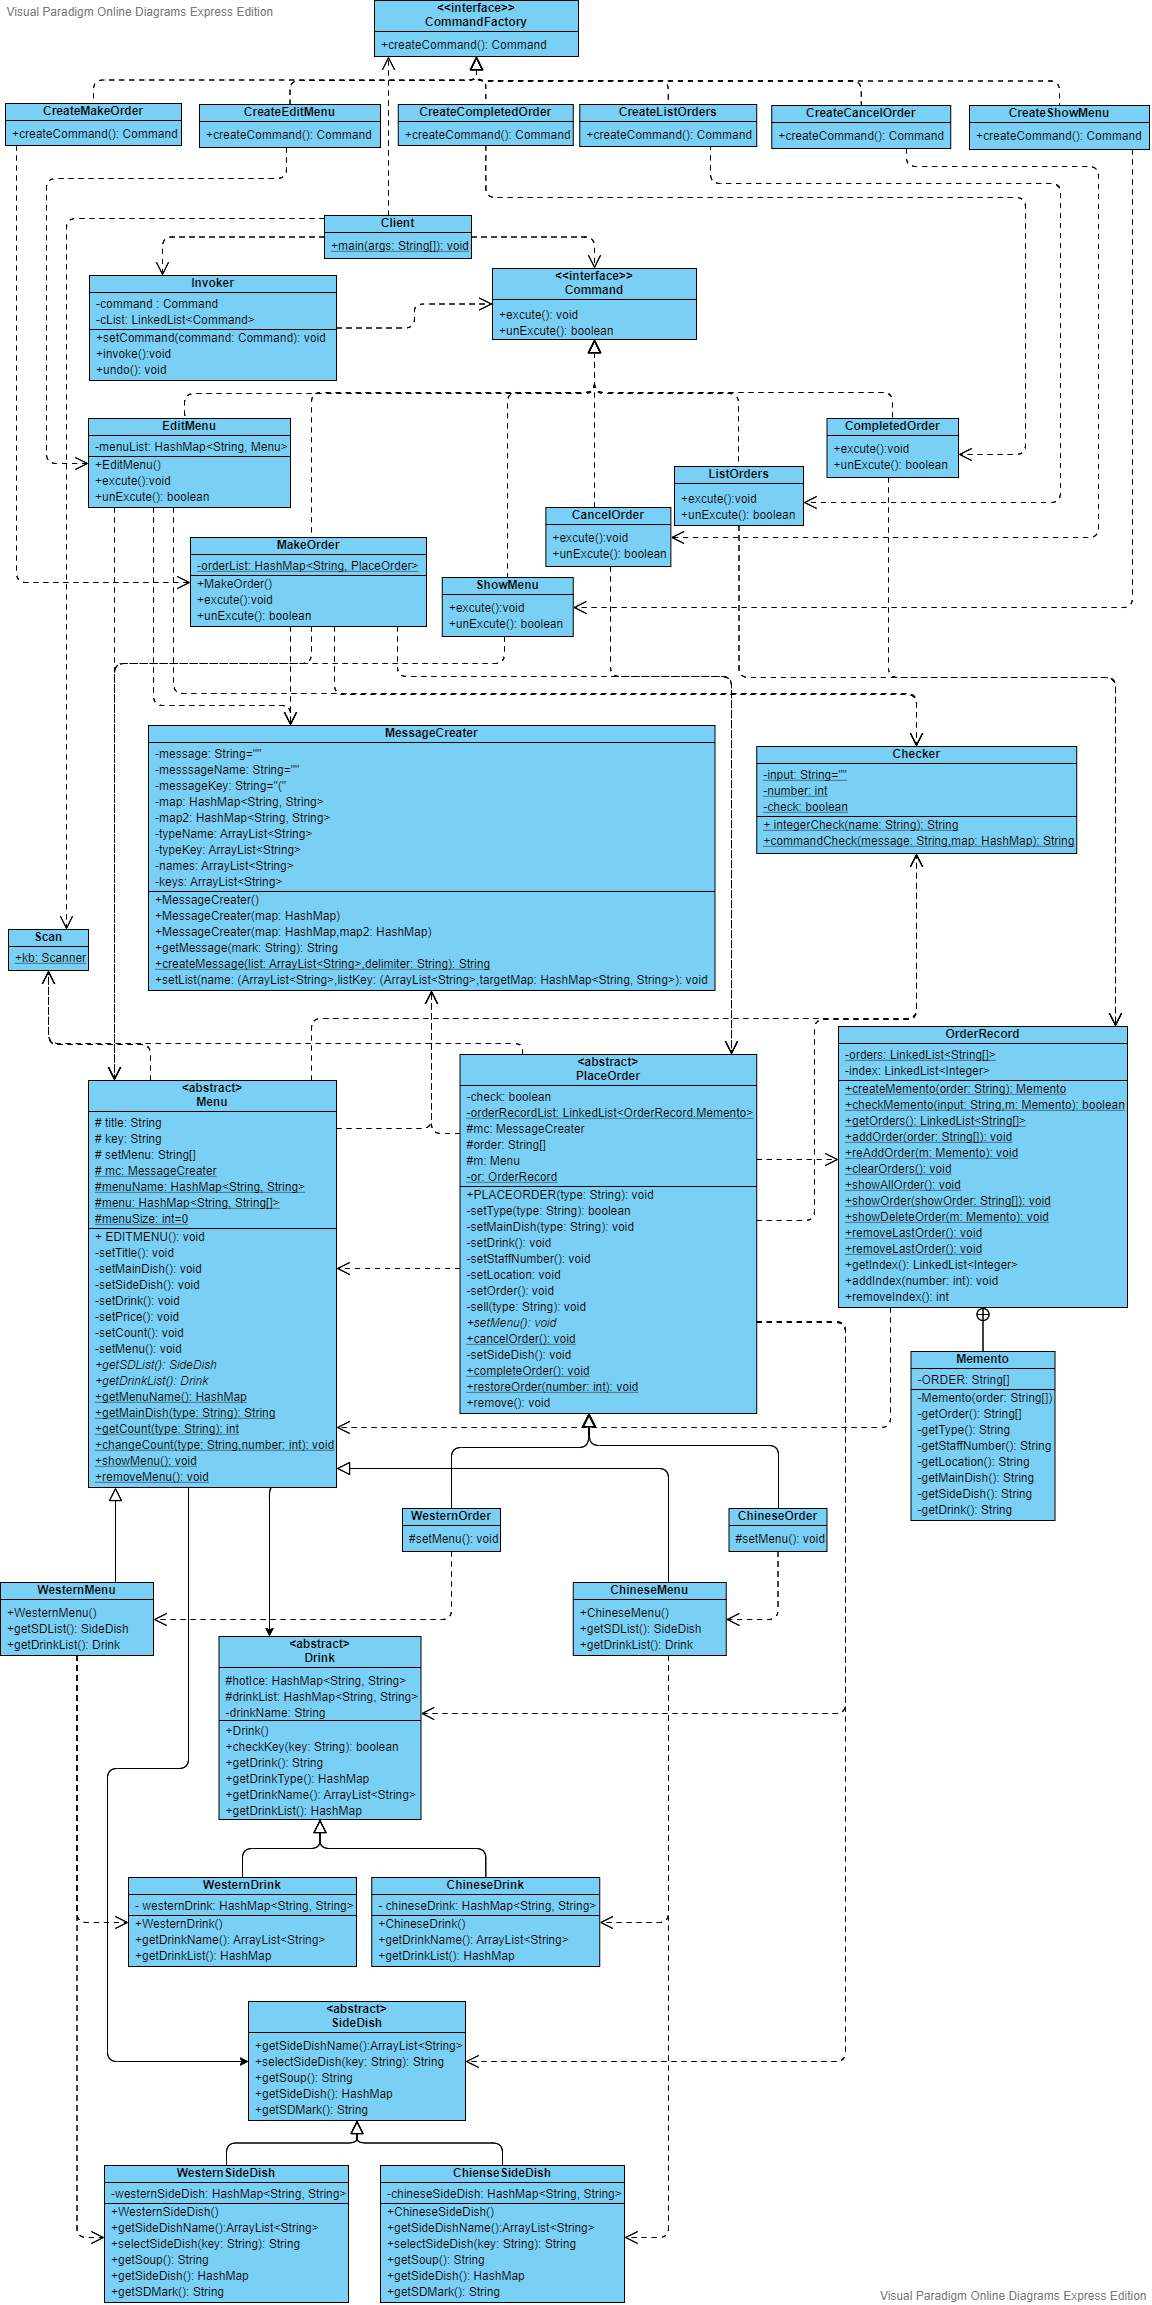 Visual Paradigm Online Diagrams Express Edition
<<interface>>
CommandFactory
+createCommand(): Command
CreateMakeOrder
+createCommand(): Command
CreateEditMenu
+createCommand(): Command
CreateCompletedOrder
+createCommand(): Command
CreateListOrders
+createCommand(): Command
CreateCancelOrder
+createCommand(): Command
CreateShowMenu
+createCommand(): Command
Client
+main(args: String[]): void
Invoker
-command : Command
-cList: LinkedList<Command>
+setCommand(command: Command): void
+invoke():void
+undo(): void
<<interface>>
Command
+excute(): void
+unExcute(): boolean
EditMenu
-menuList: HashMap<String, Menu>
+EditMenu()
+excute():void
+unExcute(): boolean
CompletedOrder
+excute():void
+unExcute(): boolean
ListOrders
+excute():void
+unExcute(): boolean
CancelOrder
+excute():void
+unExcute(): boolean
MakeOrder
-orderList: HashMap<String, PlaceOrder>
+MakeOrder()
+excute():void
+unExcute(): boolean
ShowMenu
+excute():void
+unExcute(): boolean
MessageCreater
-message: String=""
-messsageName: String=""
-messageKey: String="("
-map: HashMap<String, String>
-map2: HashMap<String, String>
-typeName: ArrayList<String>
-typeKey: ArrayList<String>
-names: ArrayList<String>
-keys: ArrayList<String>
+MessageCreater()
+MessageCreater(map: HashMap)
+MessageCreater(map: HashMap,map2: HashMap)
+getMessage(mark: String): String
+createMessage(list: ArrayList<String>,delimiter: String): String
+setList(name: (ArrayList<String>,listKey: (ArrayList<String>,targetMap: HashMap<String, String>): void
Checker
-input: String=""
-number: int
-check: boolean
+ integerCheck(name: String): String
+commandCheck(message: String,map: HashMap): String
Scan
+kb: Scanner
OrderRecord
-orders: LinkedList<String[]>
-index: LinkedList<Integer>
+createMemento(order: String): Memento
+checkMemento(input: String,m: Memento): boolean
+getOrders(): LinkedList<String[]>
+addOrder(order: String[]): void
+reAddOrder(m: Memento): void
+clearOrders(): void
+showAllOrder(): void
+showOrder(showOrder: String[]): void
+showDeleteOrder(m: Memento): void
+removeLastOrder(): void
+removeLastOrder(): void
+getIndex(): LinkedList<Integer>
+addIndex(number: int): void
+removeIndex(): int
<abstract>
PlaceOrder
-check: boolean
-orderRecordList: LinkedList<OrderRecord.Memento>
#mc: MessageCreater
#order: String[]
#m: Menu
-or: OrderRecord
+PLACEORDER(type: String): void
-setType(type: String): boolean
-setMainDish(type: String): void
-setDrink(): void
-setStaffNumber(): void
-setLocation: void
-setOrder(): void
-sell(type: String): void
+setMenu(): void
+cancelOrder(): void
-setSideDish(): void
+completeOrder(): void
+restoreOrder(number: int): void
+remove(): void
<abstract>
Menu
# title: String
# key: String
# setMenu: String[]
# mc: MessageCreater
#menuName: HashMap<String, String>
#menu: HashMap<String, String[]>
#menuSize: int=0
+ EDITMENU(): void
-setTitle(): void
-setMainDish(): void
-setSideDish(): void
-setDrink(): void
-setPrice(): void
-setCount(): void
-setMenu(): void
+getSDList(): SideDish
+getDrinkList(): Drink
+getMenuName(): HashMap
+getMainDish(type: String): String
+getCount(type: String): int
+changeCount(type: String,number: int): void
+showMenu(): void
+removeMenu(): void
Memento
-ORDER: String[]
-Memento(order: String[])
-getOrder(): String[]
-getType(): String
-getStaffNumber(): String
-getLocation(): String
-getMainDish(): String
-getSideDish(): String
-getDrink(): String
WesternOrder
#setMenu(): void
ChineseOrder
#setMenu(): void
WesternMenu
+WesternMenu()
+getSDList(): SideDish
+getDrinkList(): Drink
ChineseMenu
+ChineseMenu()
+getSDList(): SideDish
+getDrinkList(): Drink
<abstract>
Drink
#hotIce: HashMap<String, String>
#drinkList: HashMap<String, String>
-drinkName: String
+Drink()
+checkKey(key: String): boolean
+getDrink(): String
+getDrinkType(): HashMap
+getDrinkName(): ArrayList<String>
+getDrinkList(): HashMap
WesternDrink
- westernDrink: HashMap<String, String>
+WesternDrink()
+getDrinkName(): ArrayList<String>
+getDrinkList(): HashMap
ChineseDrink
- chineseDrink: HashMap<String, String>
+ChineseDrink()
+getDrinkName(): ArrayList<String>
+getDrinkList(): HashMap
<abstract>
SideDish
+getSideDishName():ArrayList<String>
+selectSideDish(key: String): String
+getSoup(): String
+getSideDish(): HashMap
+getSDMark(): String
WesternSideDish
-westernSideDish: HashMap<String, String>
+WesternSideDish()
+getSideDishName():ArrayList<String>
+selectSideDish(key: String): String
+getSoup(): String
+getSideDish(): HashMap
+getSDMark(): String
ChienseSideDish
-chineseSideDish: HashMap<String, String>
+ChineseSideDish()
+getSideDishName():ArrayList<String>
+selectSideDish(key: String): String
+getSoup(): String
+getSideDish(): HashMap
+getSDMark(): String
Visual Paradigm Online Diagrams Express Edition